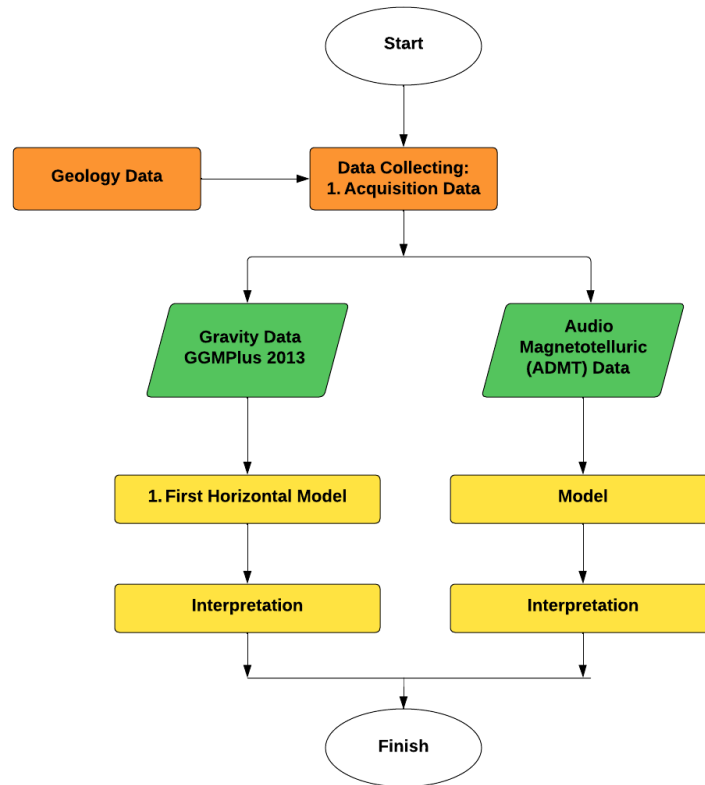 Start
Geology Data
Data Collecting:
1. Acquisition Data
Gravity Data
GGMPlus 2013
Audio
Magnetotelluric
(ADMT) Data
1. First Horizontal Model
Model
Interpretation
Interpretation
Finish